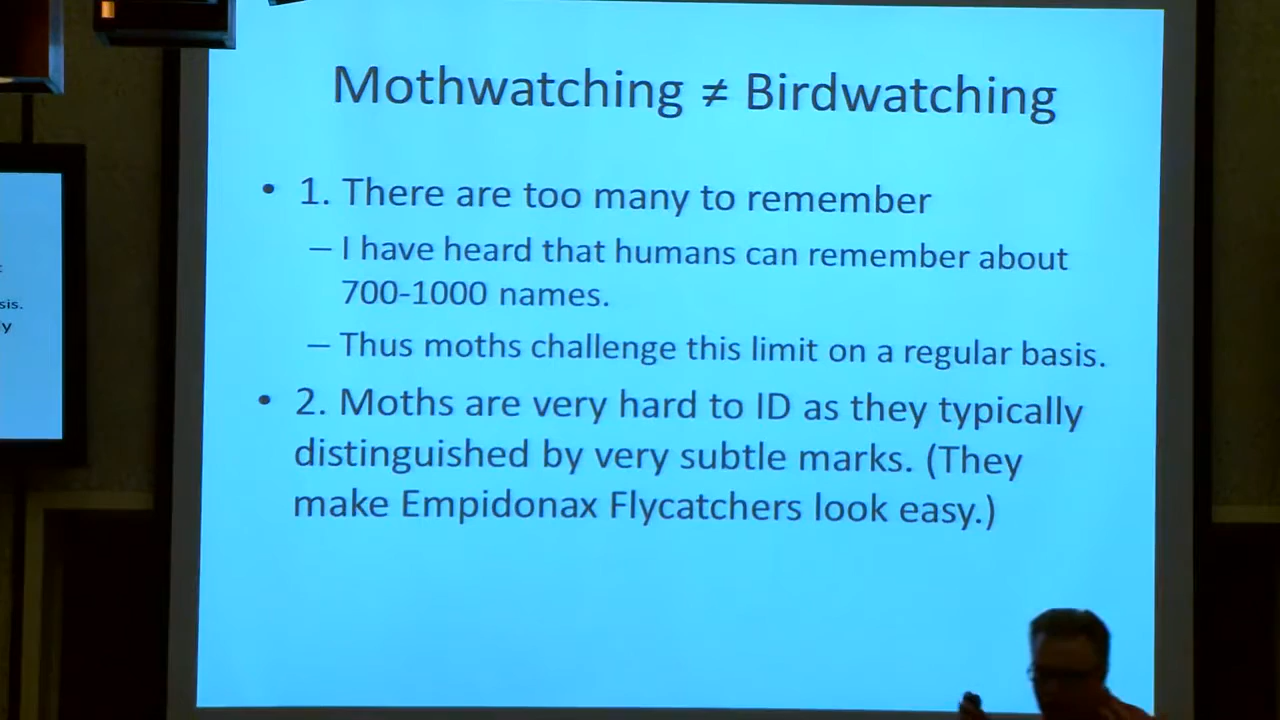 Mothwatching ≠ Birdwatching
• 1. There are too many to remember
– I have heard that humans can remember about
700-1000 names.
– Thus moths challenge this limit on a regular basis.
• 2. Moths are very hard to ID as they typically
distinguished by very subtle marks. (They
make Empidonax Flycatchers look easy.)
sis.
y